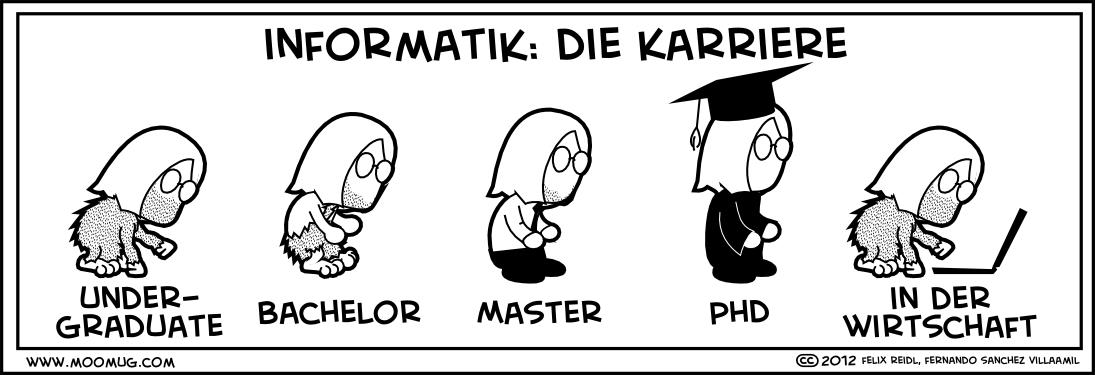 INFORMATIK: DIE KARRIERE
UNDER-
GRADUATE
BACHELOR
MASTER
PHD
IN DER
WIRTSCHAFT
WWW.MOOMUG.COM
(CC) 2012 FELIX REIDL, FERNANDO SANCHEZ VILLAAMIL